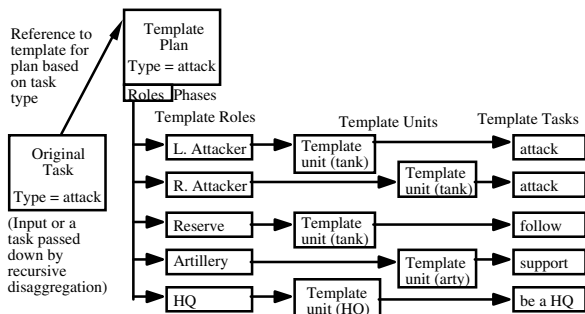 Reference to
template for
plan based
on task
type
Template
Plan
Type = attack
Roles Phases
Template Roles
Template Units
Template Tasks
Original
Task
Type = attack
(Input or a
task passed
down by
recursive
disaggregation)
L. Attacker
Template
unit (tank)
attack
R. Attacker
Template
unit (tank)
attack
Reserve
Template
unit (tank)
follow
Artillery
Template
unit (arty)
support
HQ
Template
unit (HQ)
be a HQ